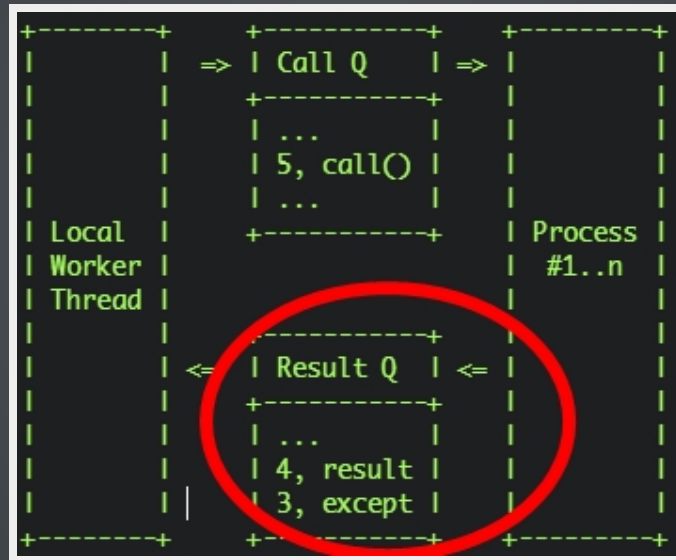 => Call Q =>
...
5, call()
...
Local
Worker
Thread
Process
#1..n
<= Result Q <=
...
4, result
3, except